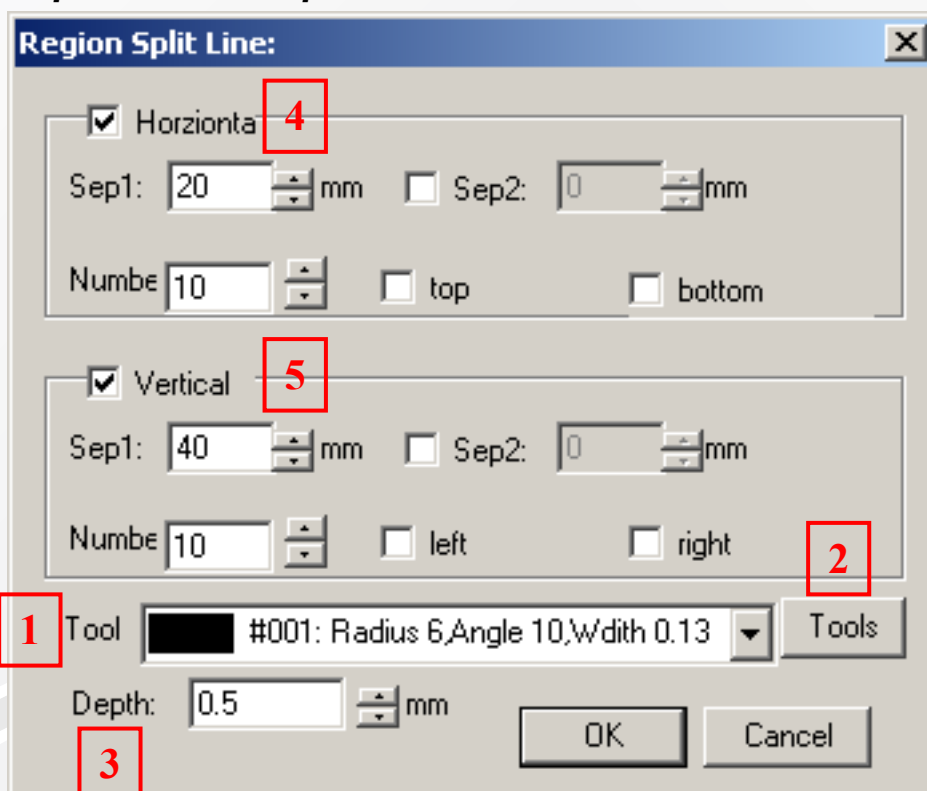 Region Split Line:
Horzionta 4
Sep1: 20 mm Sep2: 0 mm
Numbe 10 top bottom
Vertical 5
Sep1: 40 mm Sep2: 0 mm
Numbe 10 left right
2
1 Tool #001: Radius 6,Angle 10,Wdith 0.13 Tools
Depth: 0.5 mm
OK Cancel
3